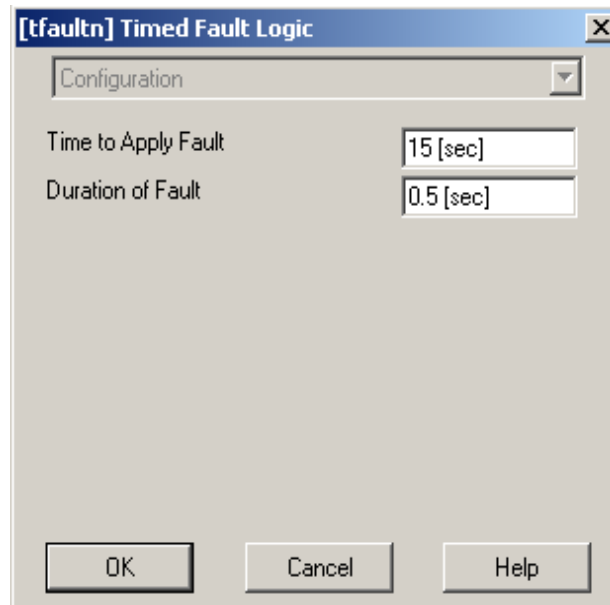 [tfaultn] Timed Fault Logic
Configuration
Time to Apply Fault 15 [sec]
Duration of Fault 0.5 [sec]
OK Cancel Help